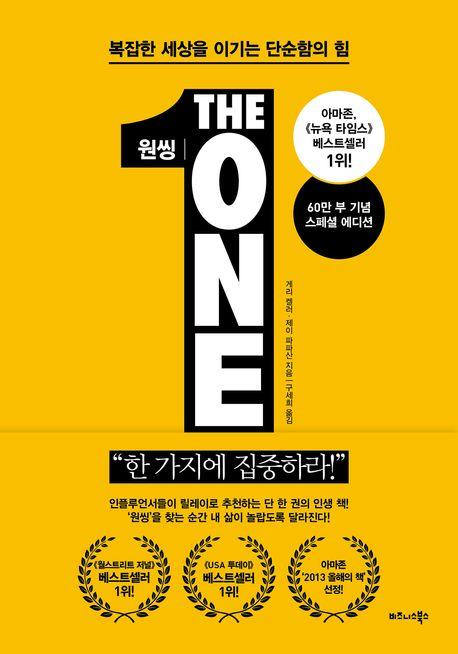 복잡한 세상을 이기는 단순함의 힘
원씽
THE
ONE
아마존,
《뉴욕 타임스》
베스트셀러
1위!
60만 부 기념
스페셜 에디션
게리 켈러·제이 파파산 지음 | 구세희 옮김
“한 가지에 집중하라!”
인플루언서들이 릴레이로 추천하는 단 한 권의 인생 책!
‘원씽’을 찾는 순간 내 삶이 놀랍도록 달라진다!
《월스트리트 저널》
베스트셀러
1위!
《USA 투데이》
베스트셀러
1위!
아마존
‘2013 올해의 책’
선정!
비즈니스북스